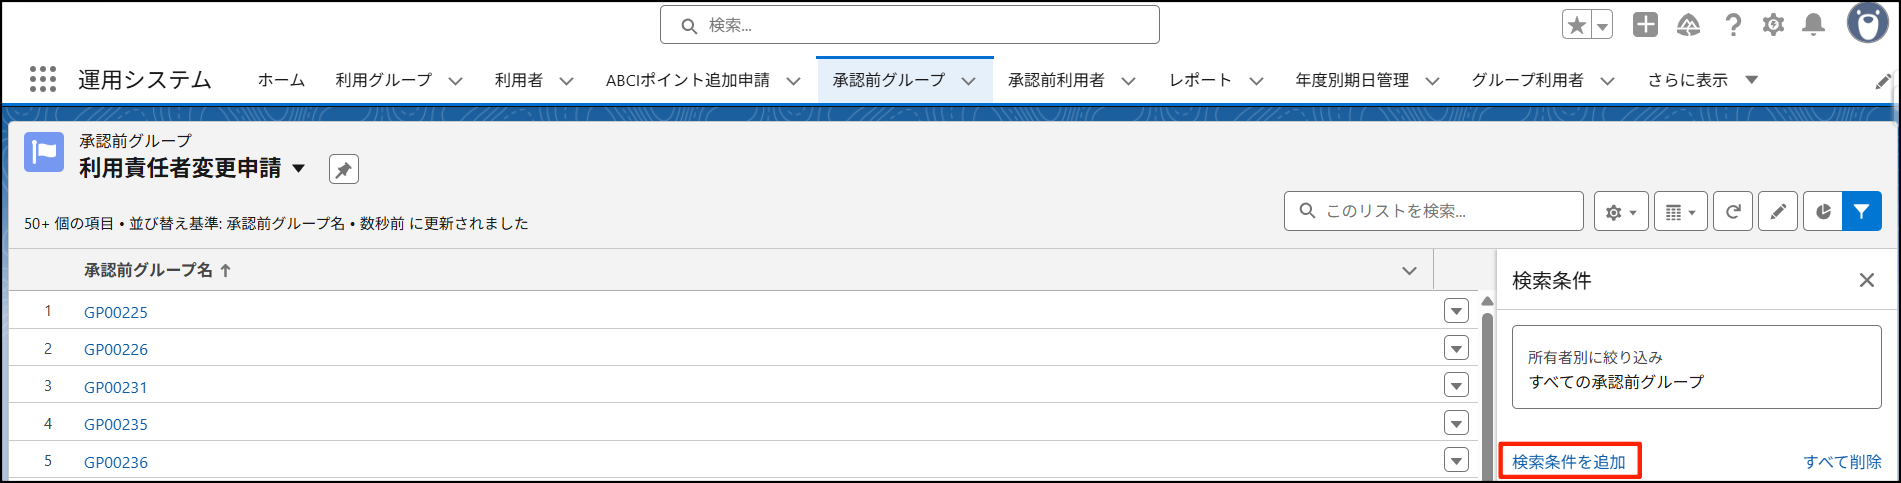 検索...
運用システム
ホーム 利用グループ 利用者 ABCIポイント追加申請 承認前グループ 承認前利用者 レポート 年度別期日管理 グループ利用者 さらに表示
承認前グループ
利用責任者変更申請
50+ 個の項目 • 並び替え基準: 承認前グループ名 • 数秒前 に更新されました
このリストを検索...
承認前グループ名 ↑
1 GP00225
2 GP00226
3 GP00231
4 GP00235
5 GP00236
検索条件
所有者別に絞り込み
すべての承認前グループ
検索条件を追加 すべて削除